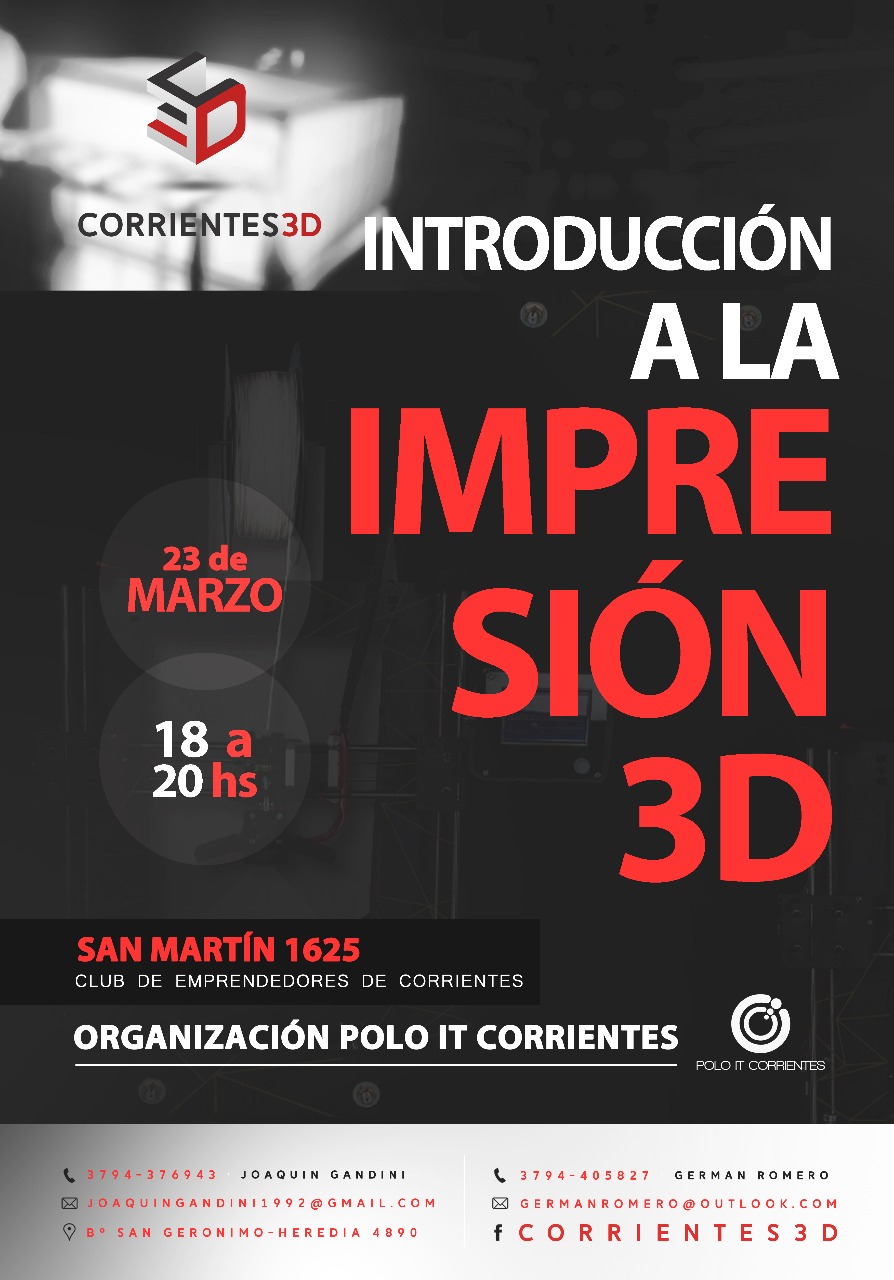 CORRIENTES3D
INTRODUCCIÓN
A LA
IMPRE
SIÓN
3D
23 de
MARZO
18 a
20 hs
SAN MARTÍN 1625
CLUB DE EMPRENDEDORES DE CORRIENTES
ORGANIZACIÓN POLO IT CORRIENTES
POLO IT CORRIENTES
3794-376943 JOAQUIN GANDINI
JOAQUINGANDINI1992@GMAIL.COM
Bº SAN GERONIMO-HEREDIA 4890
3794-405827 GERMAN ROMERO
GERMANROMERO@OUTLOOK.COM
CORRIENTES3D